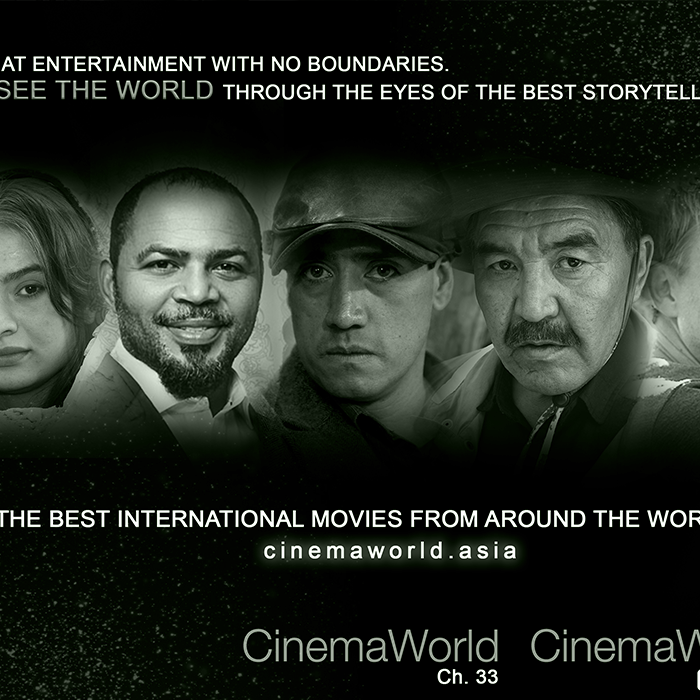 AT ENTERTAINMENT WITH NO BOUNDARIES.
SEE THE WORLD THROUGH THE EYES OF THE BEST STORYTELL
THE BEST INTERNATIONAL MOVIES FROM AROUND THE WOR
cinemaworld.asia
CinemaWorld CinemaW
Ch. 33